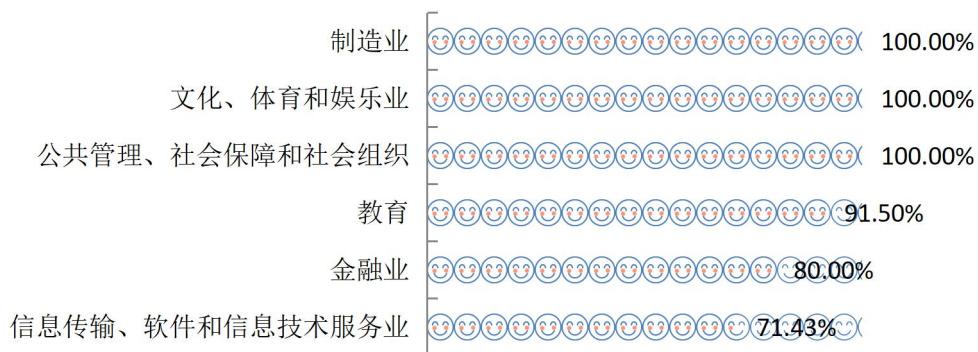 制造业 100.00%
文化、体育和娱乐业 100.00%
公共管理、社会保障和社会组织 100.00%
教育 91.50%
金融业 80.00%
信息传输、软件和信息技术服务业 71.43%